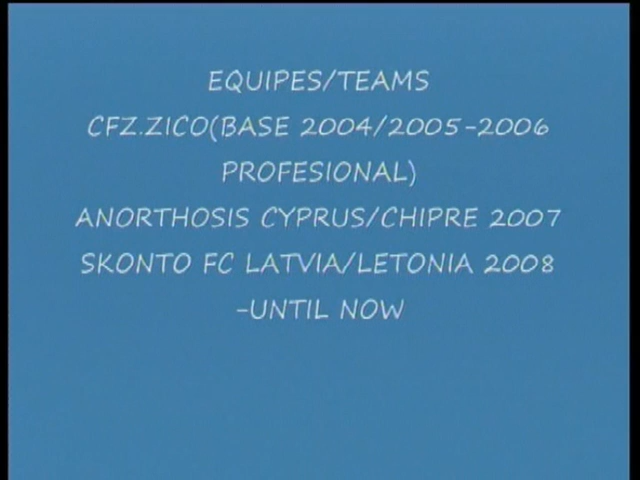 EQUIPES/TEAMS
CFZ.ZICO(BASE 2004/2005-2006
PROFESIONAL)
ANORTHOSIS CYPRUS/CHIPRE 2007
SKONTO FC LATVIA/LETONIA 2008
-UNTIL NOW